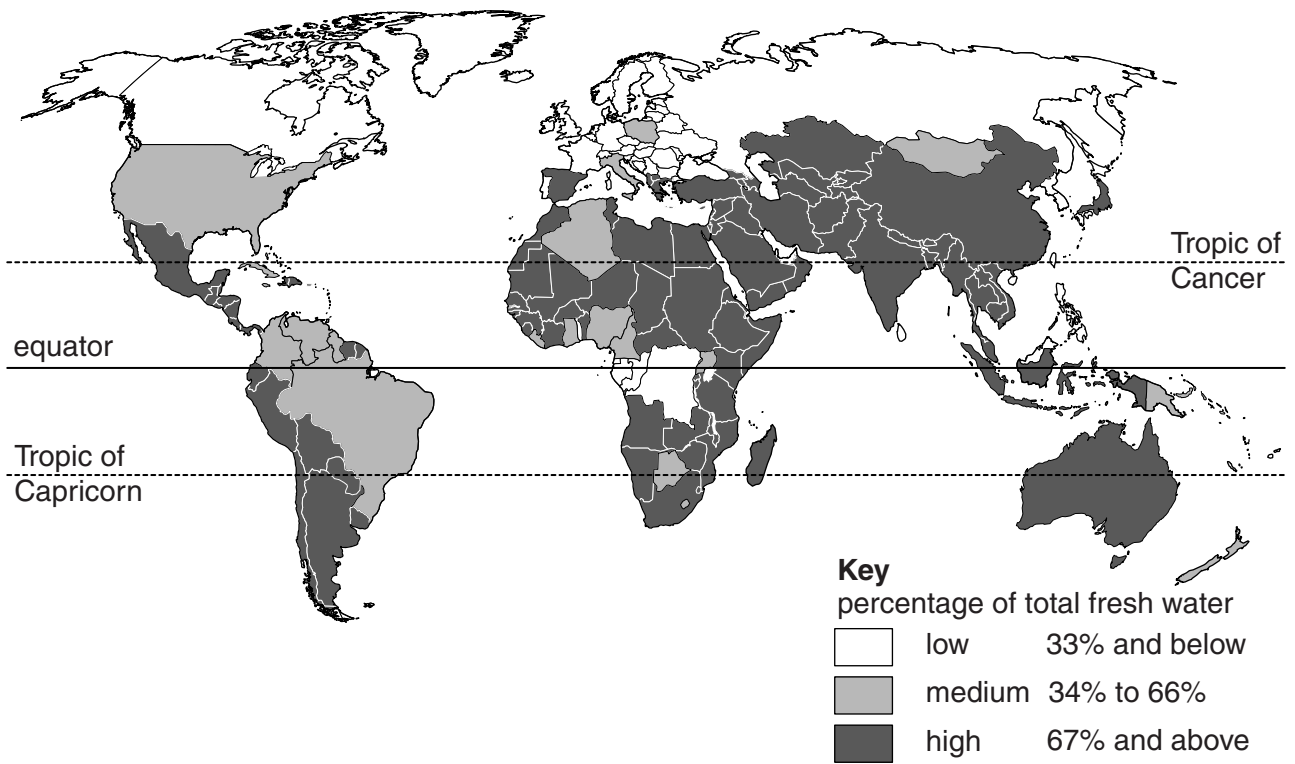 Tropic of
Cancer
equator
Tropic of
Capricorn
Key
percentage of total fresh water
low 33% and below
medium 34% to 66%
high 67% and above